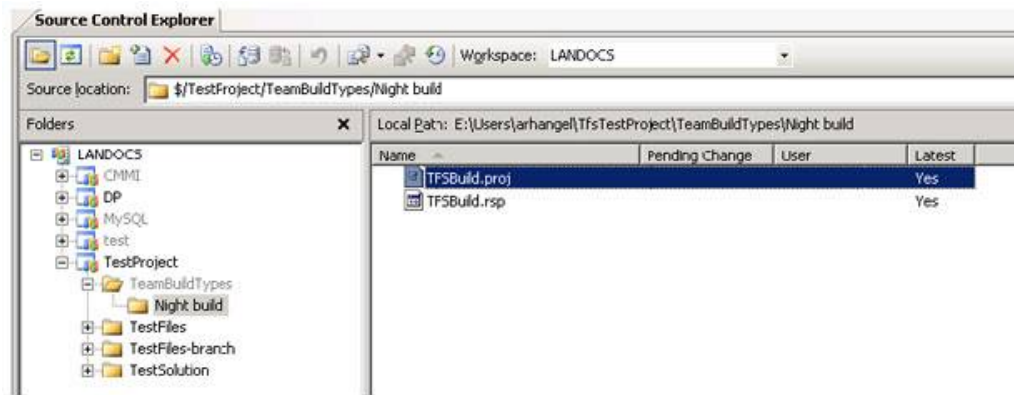 Source Control Explorer
Workspace: LANDOCS
Source location: $/TestProject/TeamBuildTypes/Night build
Folders
Local Path: E:\Users\arhangel\TfsTestProject\TeamBuildTypes\Night build
Name Pending Change User Latest
LANDOCS
CMMI
DP
MySQL
test
TestProject
TeamBuildTypes
Night build
TestFiles
TestFiles-branch
TestSolution
TFSBuild.proj Yes
TFSBuild.rsp Yes